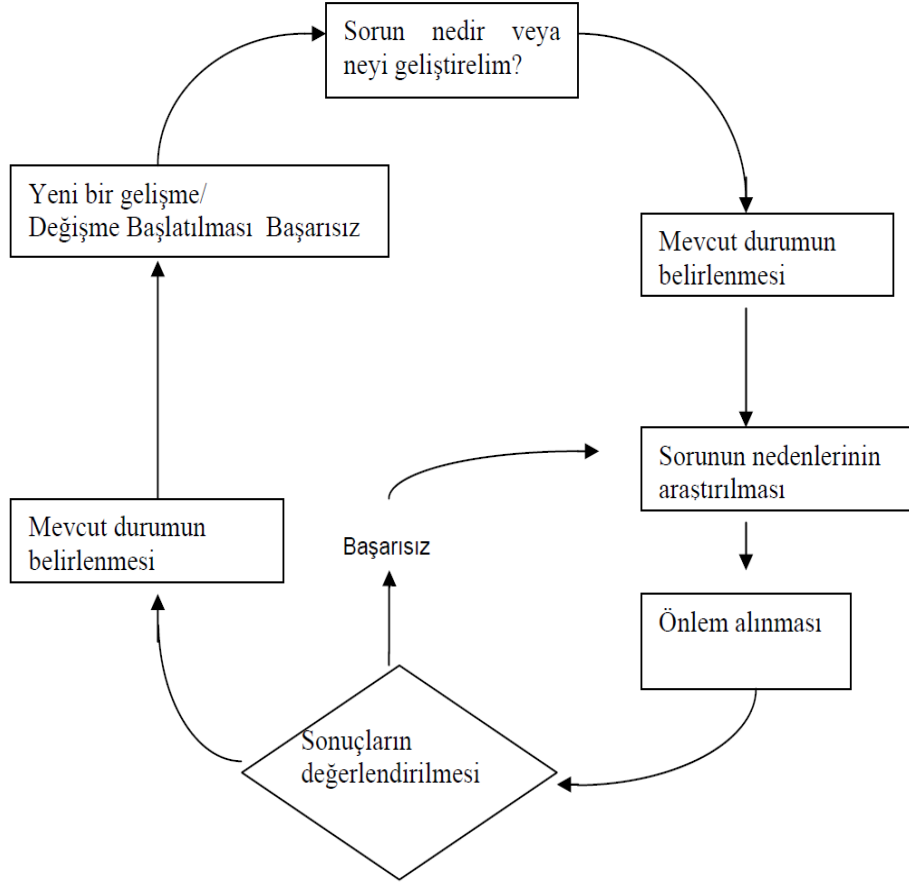 Sorun nedir veya
neyi geliştirelim?
Yeni bir gelişme/
Değişme Başlatılması Başarısız
Mevcut durumun
belirlenmesi
Sorunun nedenlerinin
araştırılması
Mevcut durumun
belirlenmesi
Başarısız
Önlem alınması
Sonuçların
değerlendirilmesi